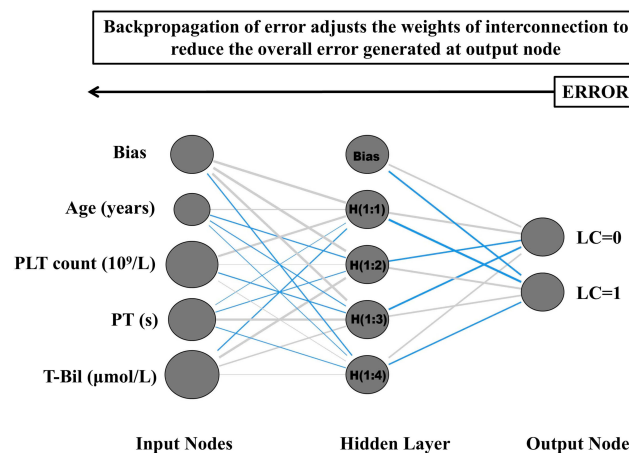 Backpropagation of error adjusts the weights of interconnection to
reduce the overall error generated at output node
ERROR
Bias
Bias
Age (years)
H(1:1)
LC=0
PLT count (10⁹/L)
H(1:2)
LC=1
PT (s)
H(1:3)
T-Bil (μmol/L)
H(1:4)
Input Nodes
Hidden Layer
Output Node